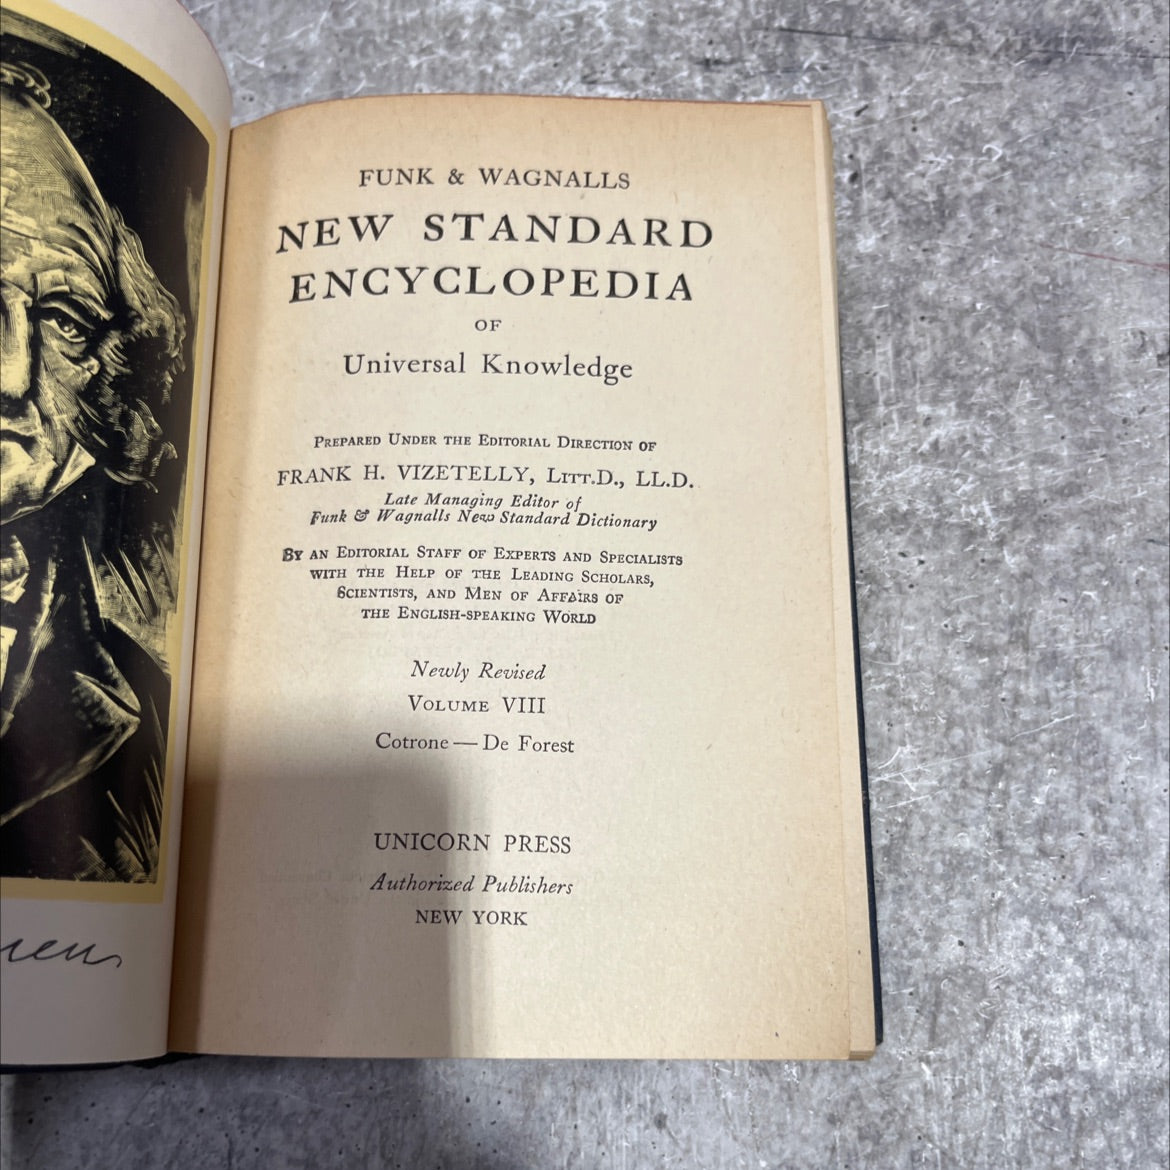 FUNK & WAGNALLS
NEW STANDARD
ENCYCLOPEDIA
OF
Universal Knowledge
PREPARED UNDER THE EDITORIAL DIRECTION OF
FRANK H. VIZETELLY, LITT.D., LL.D.
Late Managing Editor of
Funk & Wagnalls New Standard Dictionary
BY AN EDITORIAL STAFF OF EXPERTS AND SPECIALISTS
WITH THE HELP OF THE LEADING SCHOLARS,
SCIENTISTS, AND MEN OF AFFAIRS OF
THE ENGLISH-SPEAKING WORLD
Newly Revised
VOLUME VIII
Cotrone — De Forest
UNICORN PRESS
Authorized Publishers
NEW YORK